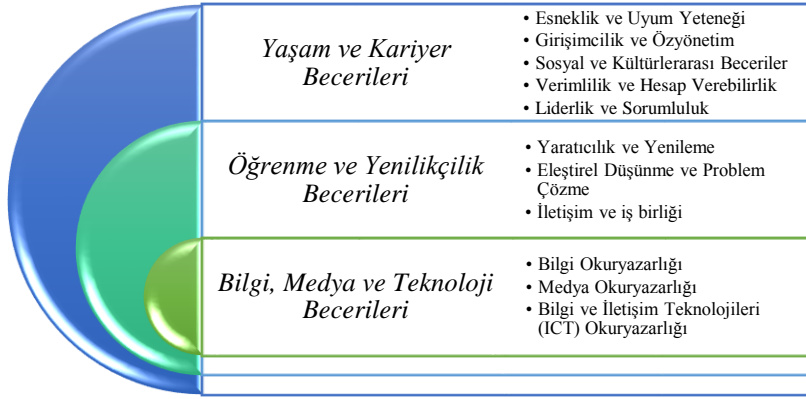 Yaşam ve Kariyer
Becerileri
• Esneklik ve Uyum Yeteneği
• Girişimcilik ve Özyönetim
• Sosyal ve Kültürlerarası Beceriler
• Verimlilik ve Hesap Verebilirlik
• Liderlik ve Sorumluluk
Öğrenme ve Yenilikçilik
Becerileri
• Yaratıcılık ve Yenileme
• Eleştirel Düşünme ve Problem
Çözme
• İletişim ve iş birliği
Bilgi, Medya ve Teknoloji
Becerileri
• Bilgi Okuryazarlığı
• Medya Okuryazarlığı
• Bilgi ve İletişim Teknolojileri
(ICT) Okuryazarlığı